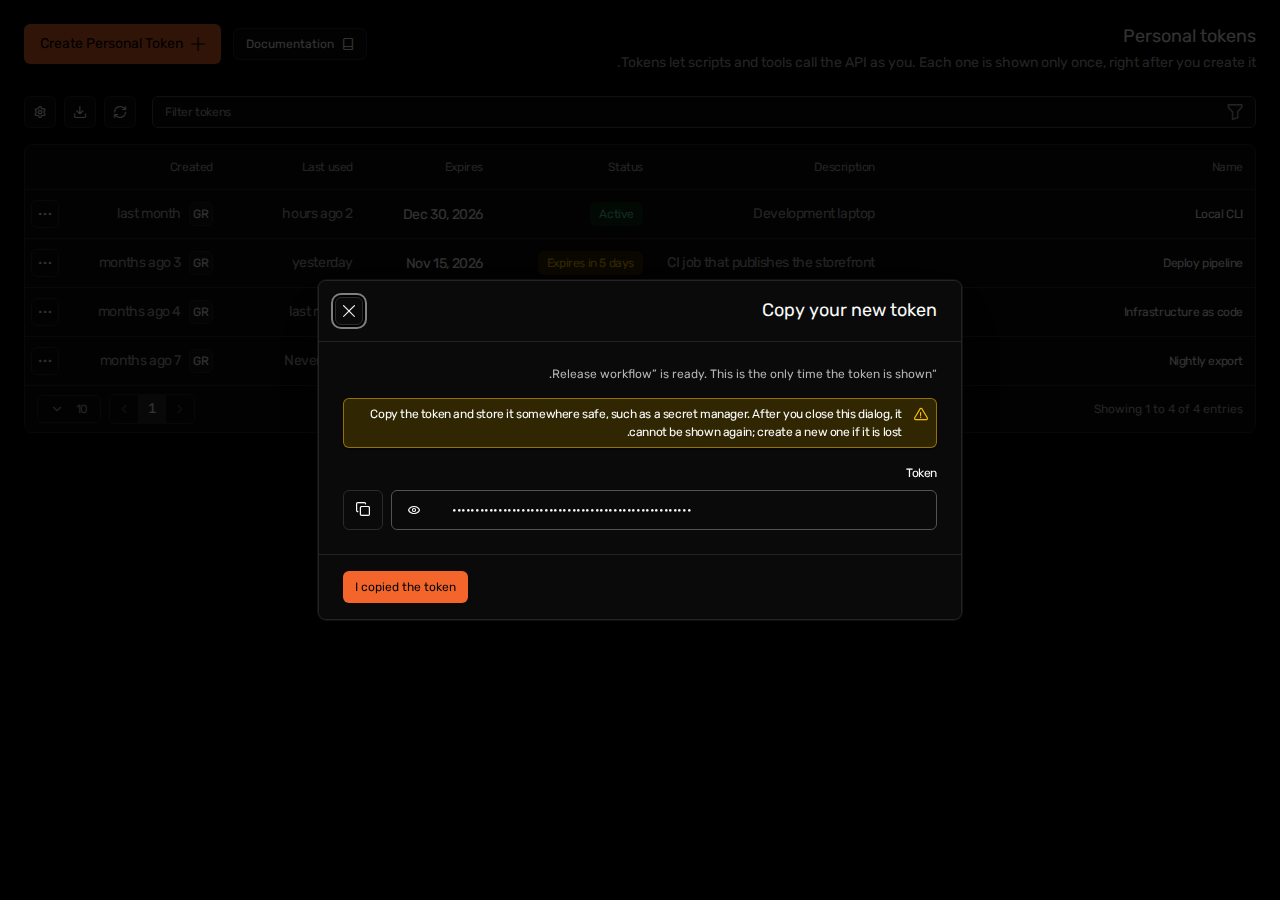 Personal tokens
Tokens let scripts and tools call the API as you. Each one is shown only once, right after you create it.
Documentation
Create Personal Token
Filter tokens
Name Description Status Expires Last used Created
Local CLI Development laptop Active Dec 30, 2026 2 hours ago GR last month
Deploy pipeline CI job that publishes the storefront Expires in 5 days Nov 15, 2026 yesterday GR 3 months ago
Infrastructure as code GR 4 months ago
Nightly export GR 7 months ago
Showing 1 to 4 of 4 entries 1 10
Copy your new token
"Release workflow" is ready. This is the only time the token is shown.
Copy the token and store it somewhere safe, such as a secret manager. After you close this dialog, it
cannot be shown again; create a new one if it is lost.
Token
I copied the token